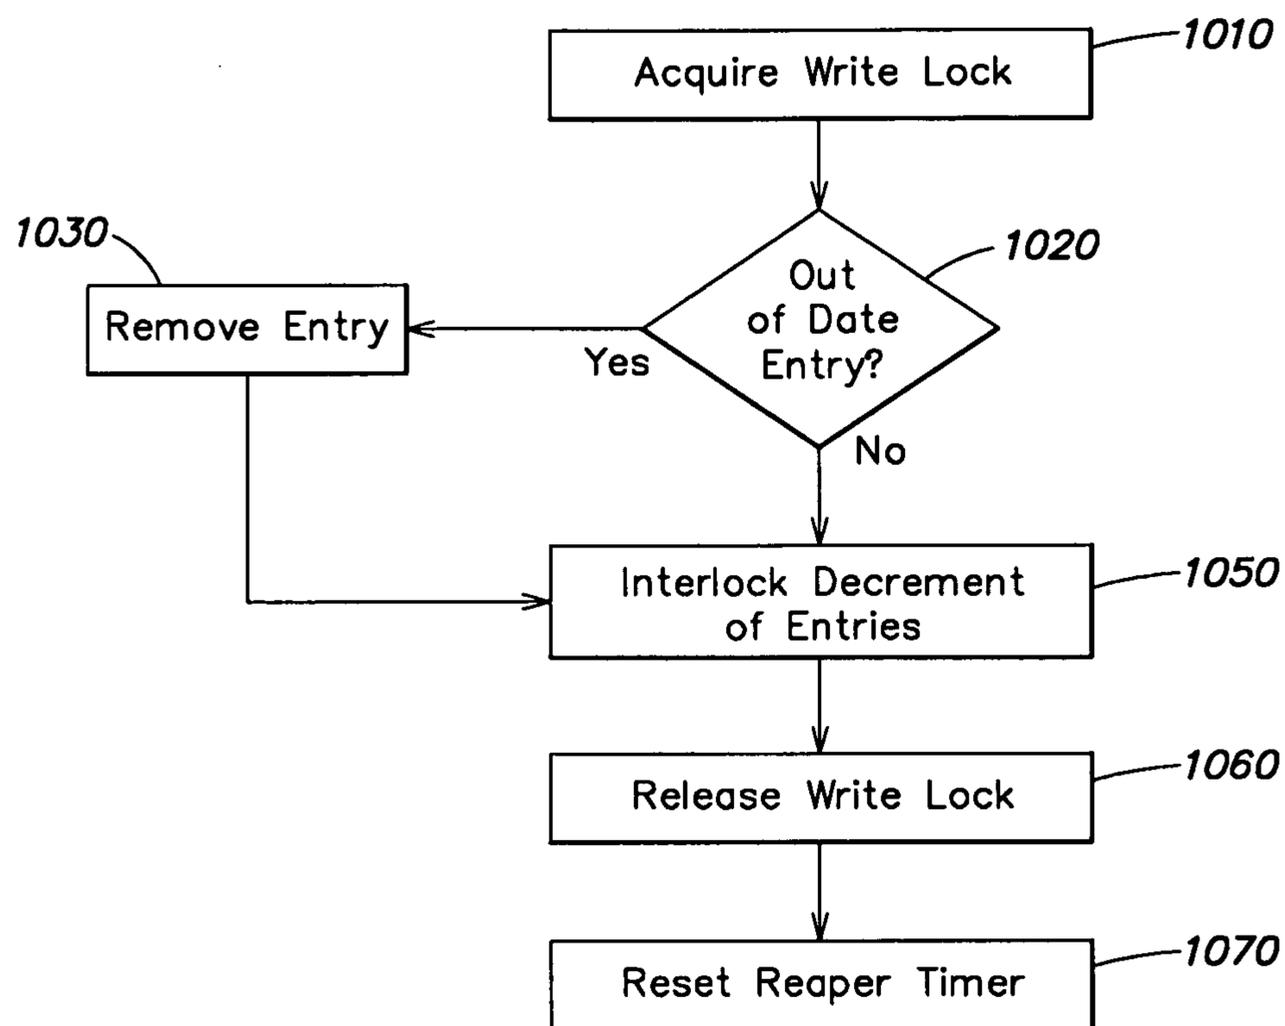 1010
Acquire Write Lock
1030
1020
Out
of Date
Entry?
Remove Entry
Yes
No
Interlock Decrement
of Entries
1050
Release Write Lock
1060
Reset Reaper Timer
1070